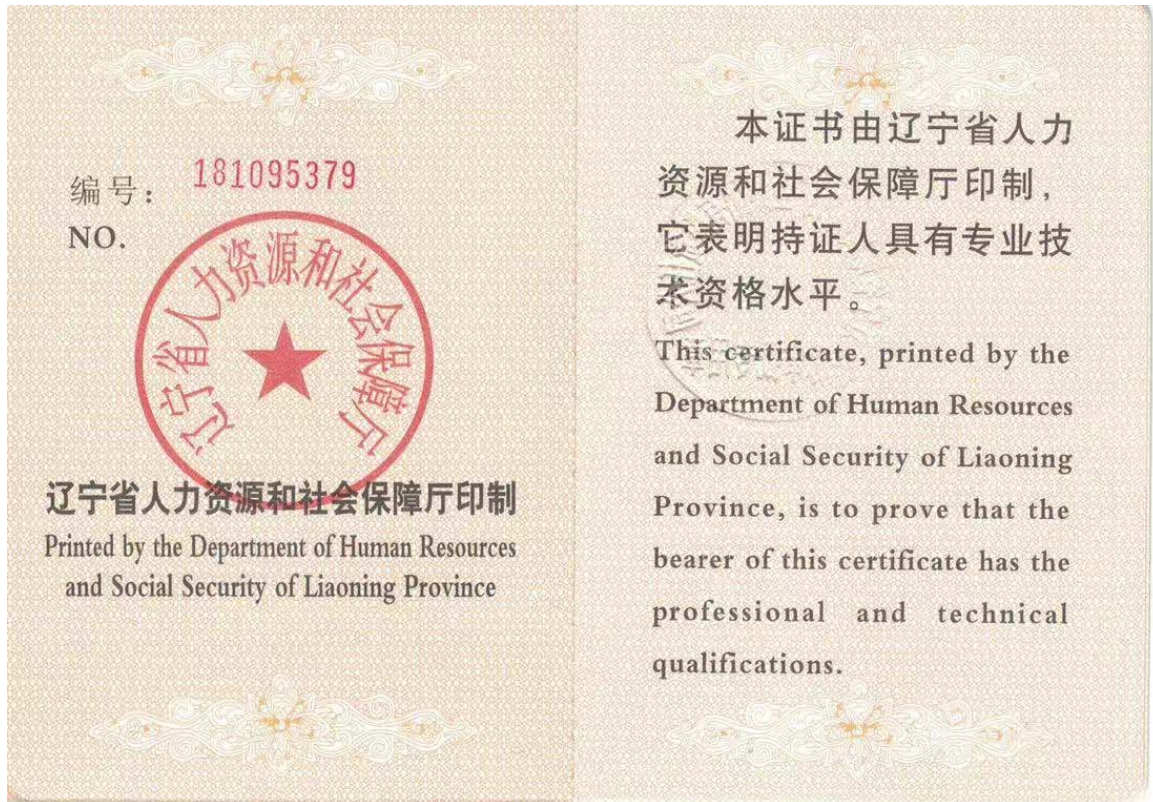 编号：
181095379
NO.
辽宁省人力资源和社会保障厅
辽宁省人力资源和社会保障厅印制
Printed by the Department of Human Resources
and Social Security of Liaoning Province
本证书由辽宁省人力
资源和社会保障厅印制，
它表明持证人具有专业技
术资格水平。
This certificate, printed by the
Department of Human Resources
and Social Security of Liaoning
Province, is to prove that the
bearer of this certificate has the
professional and technical
qualifications.